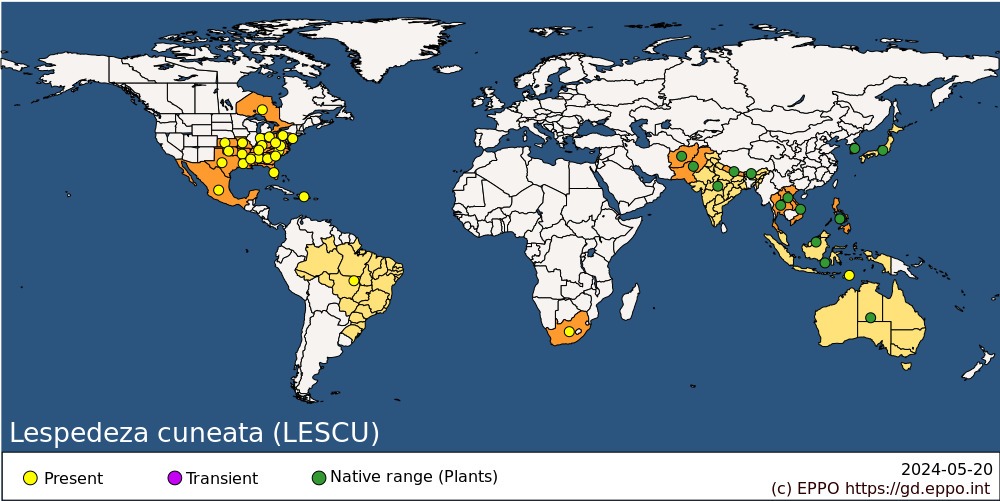 Lespedeza cuneata (LESCU)
Present
Transient
Native range (Plants)
2024-05-20
(c) EPPO https://gd.eppo.int